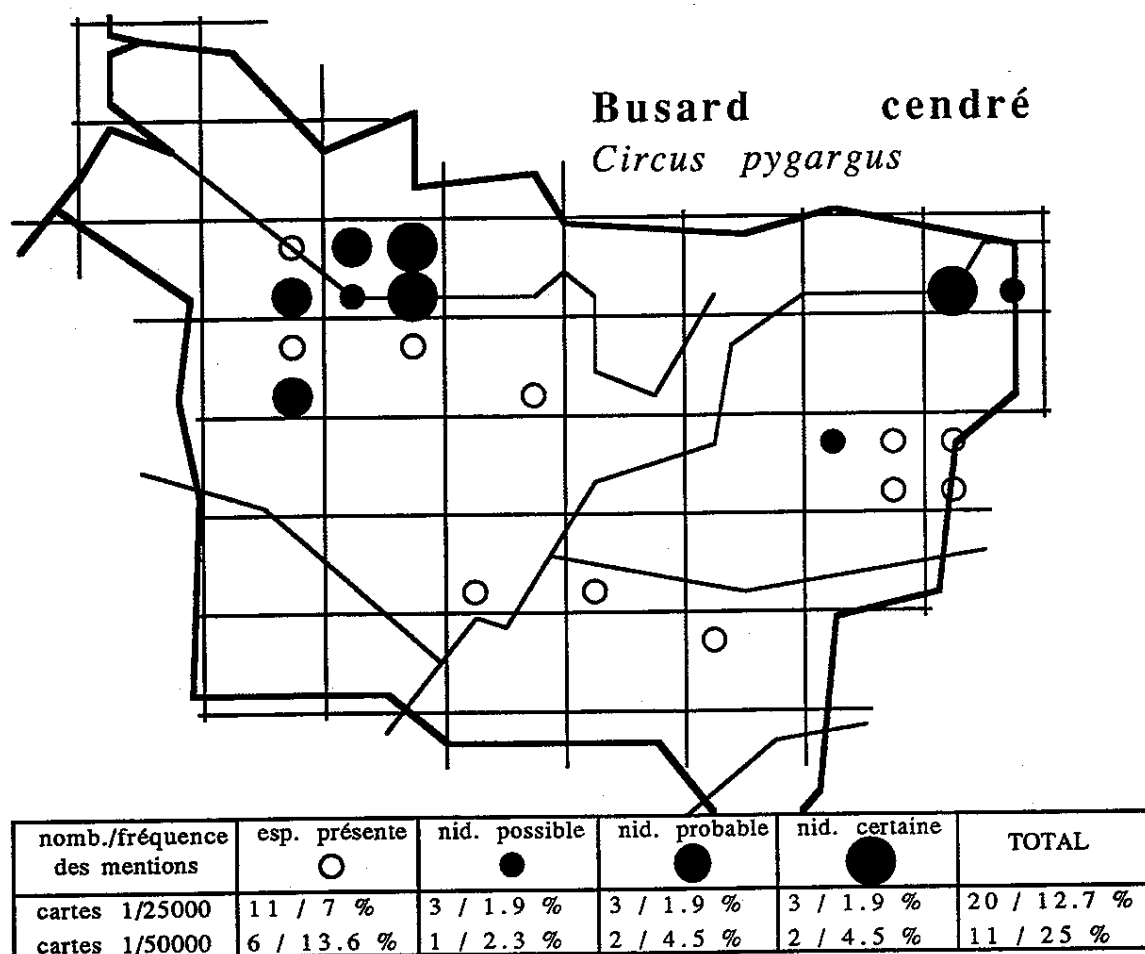 Busard cendré
Circus pygargus
nomb./fréquence des mentions esp. présente nid. possible nid. probable nid. certaine TOTAL
cartes 1/25000 11 / 7 % 3 / 1.9 % 3 / 1.9 % 3 / 1.9 % 20 / 12.7 %
cartes 1/50000 6 / 13.6 % 1 / 2.3 % 2 / 4.5 % 2 / 4.5 % 11 / 25 %